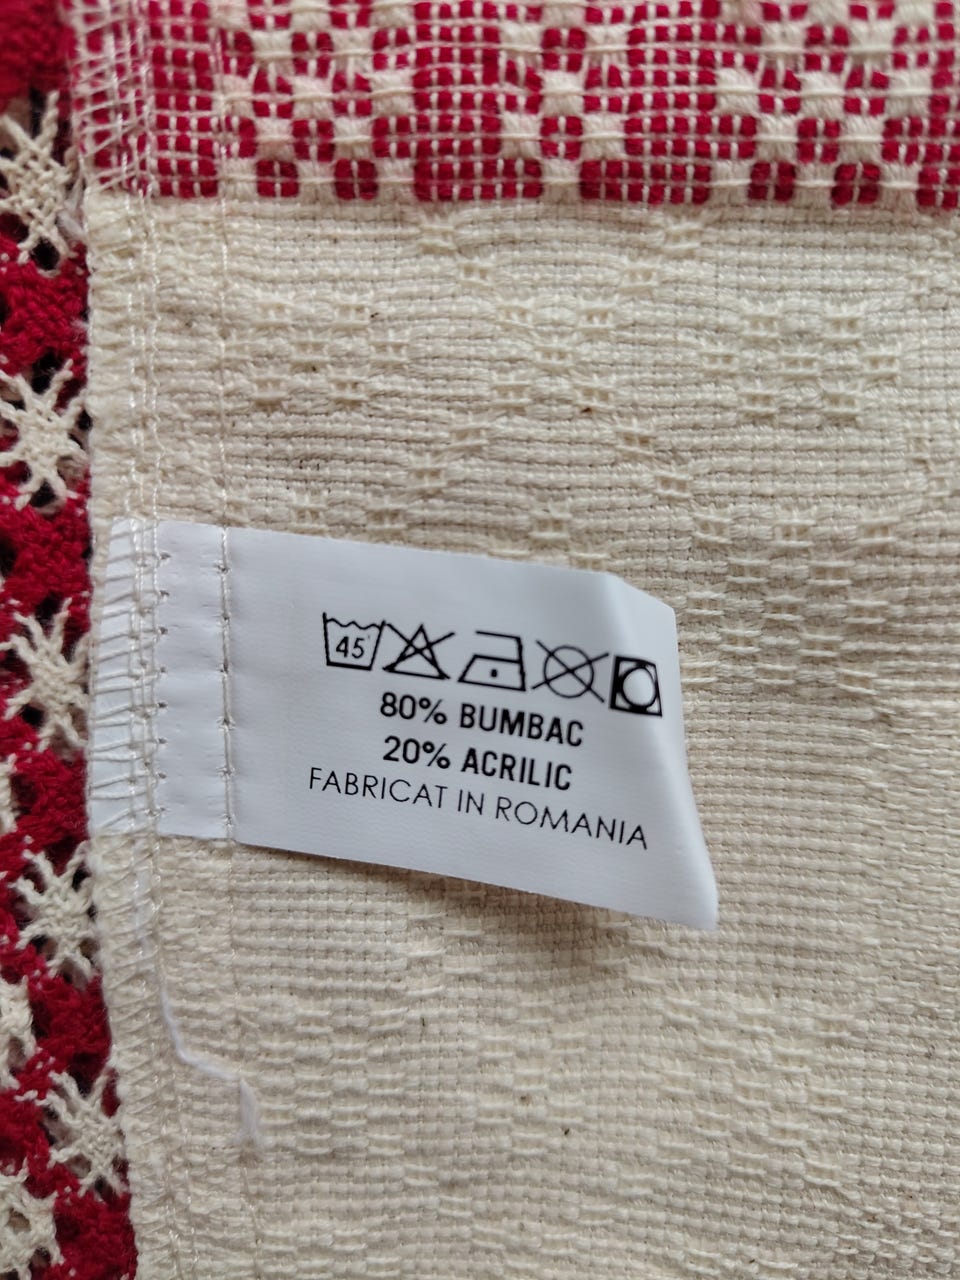 45
80% BUMBAC
20% ACRILIC
FABRICAT IN ROMANIA